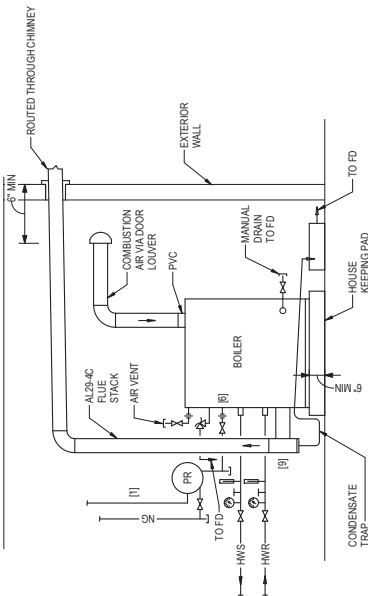 ROUTED THROUGH CHIMNEY
6" MIN
EXTERIOR
WALL
COMBUSTION
AIR VIA DOOR
LOUVER
PVC
MANUAL
DRAIN
TO FD
TO FD
AL29-4C
FLUE
STACK
AIR VENT
BOILER
HOUSE
KEEPING PAD
6" MIN
[6]
[9]
[1]
PR
NG
TO FD
HWS
HWR
CONDENSATE
TRAP